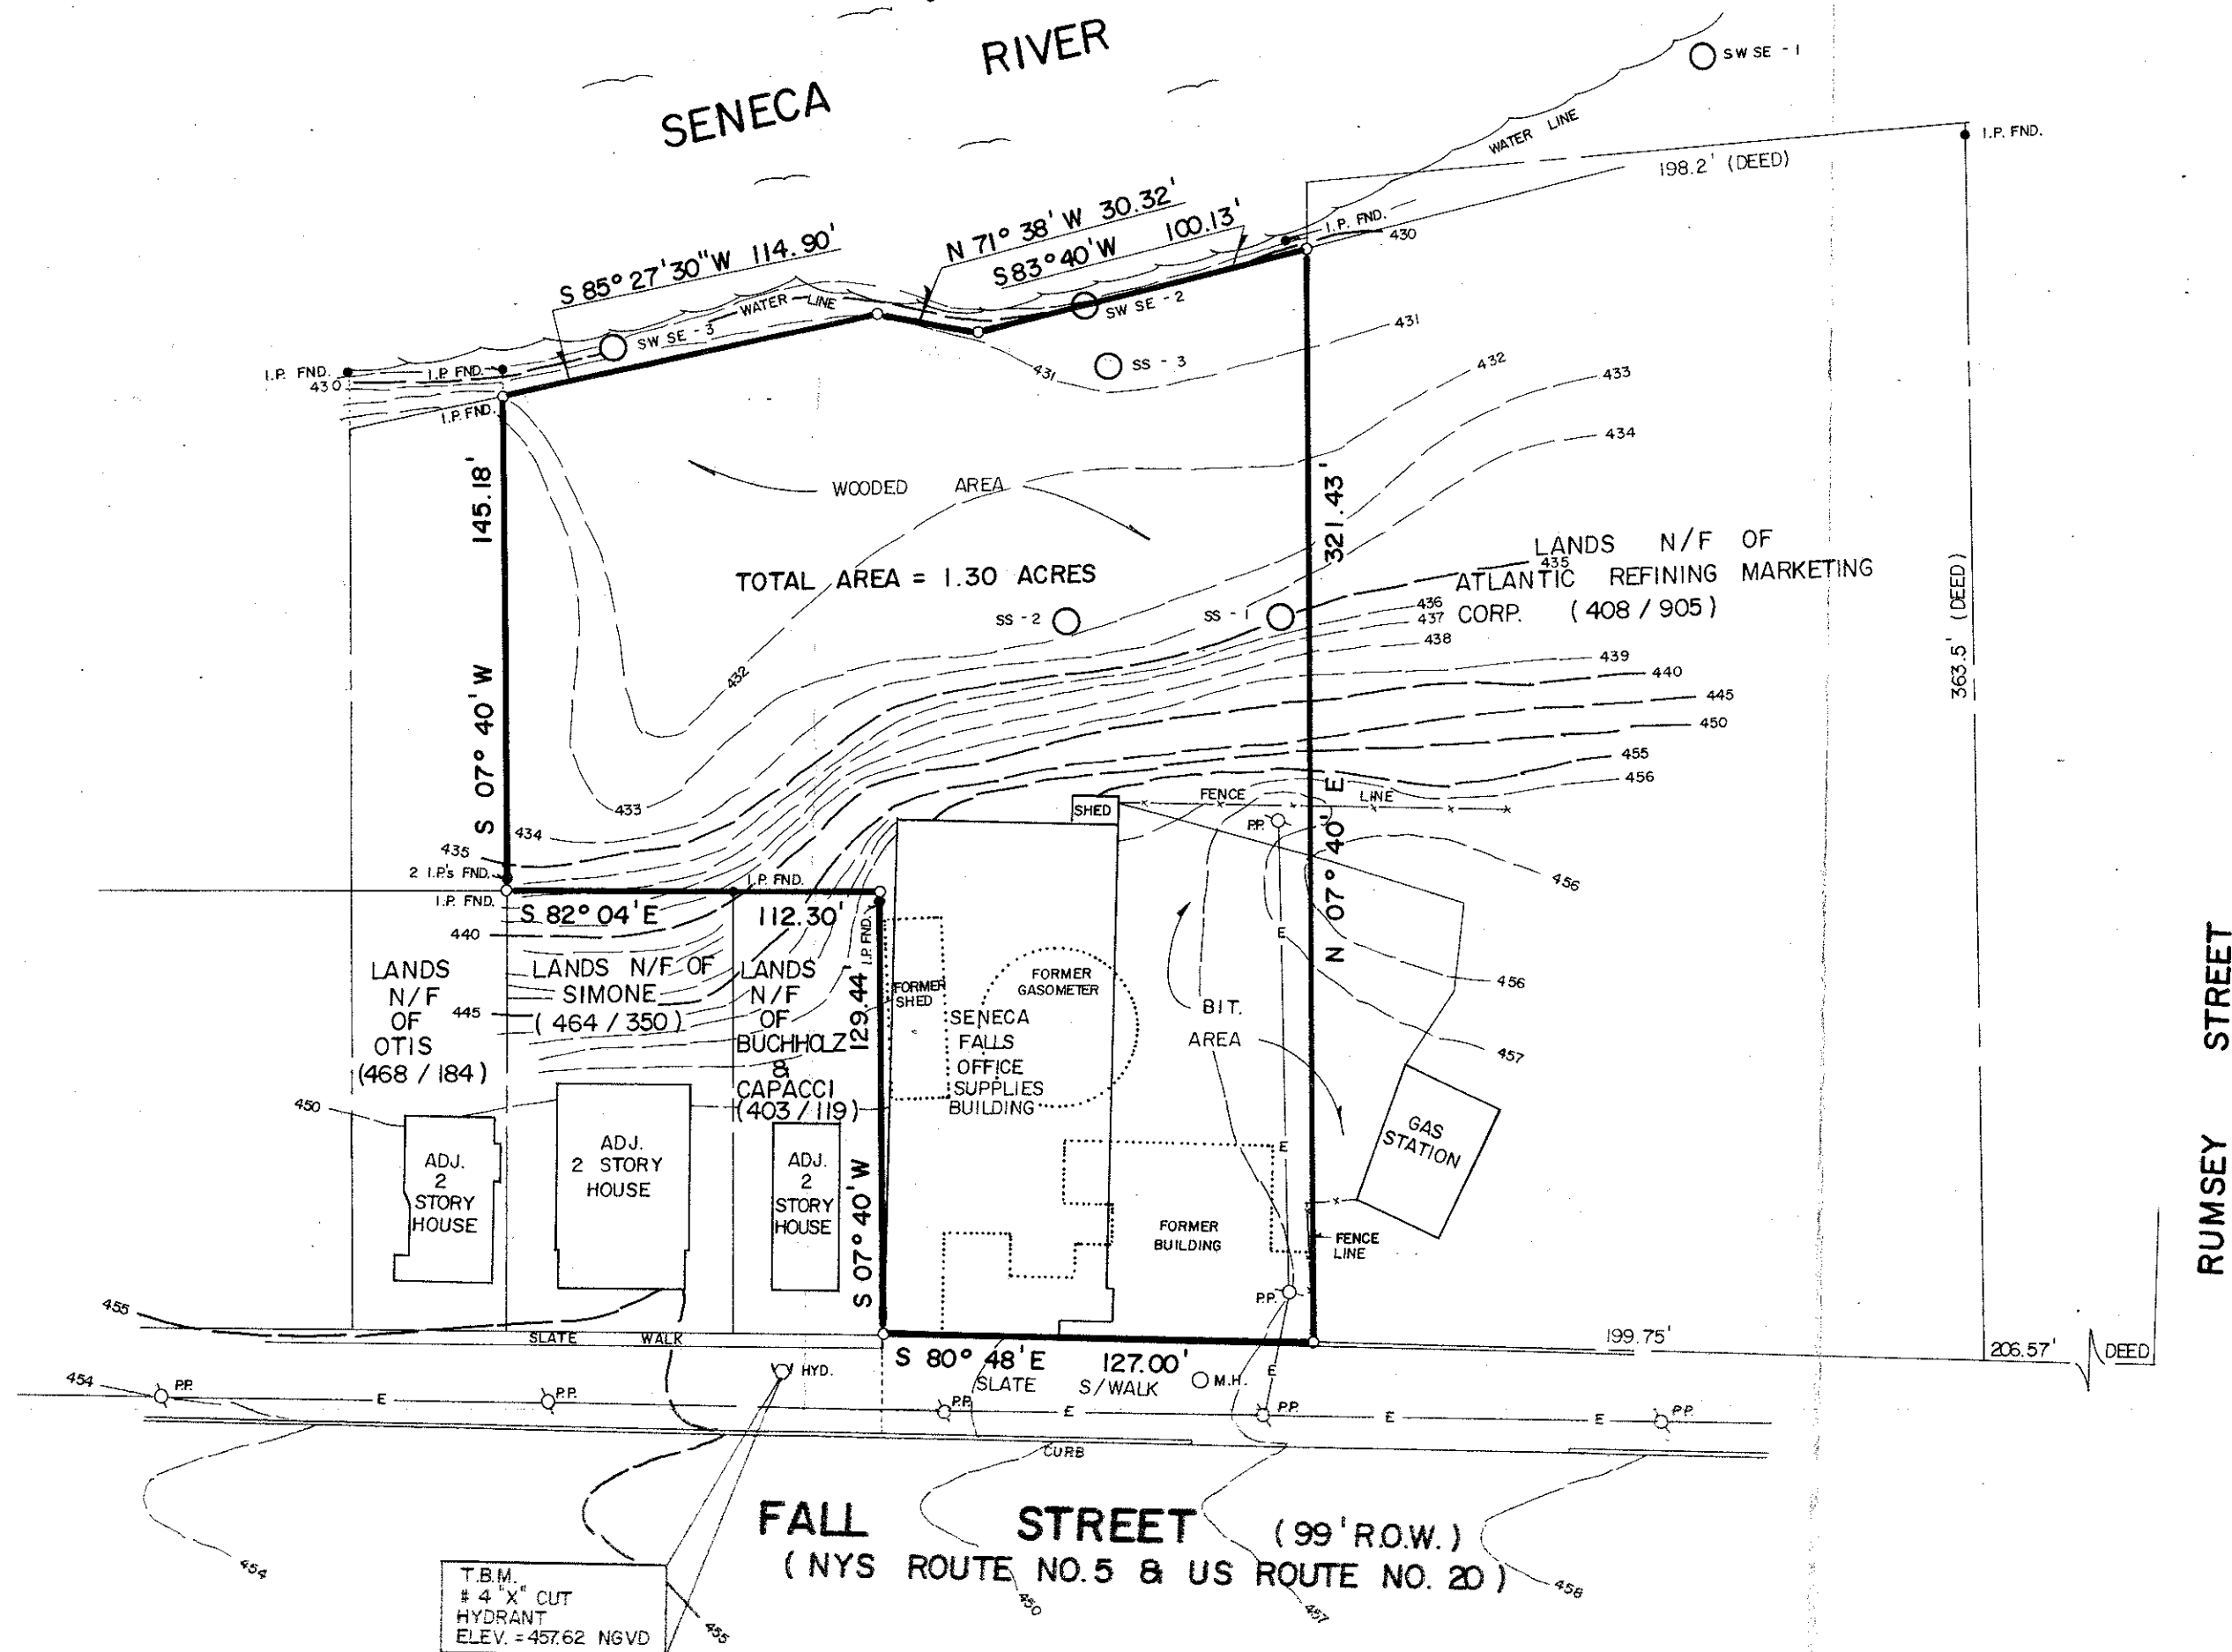 SENECA RIVER
SW SE - 1
WATER LINE
I.P. FND.
198.2' (DEED)
S 85° 27'30"W 114.90'
N 71° 38' W 30.32'
S 83° 40'W 100.13'
I.P. FND.
430
WATER LINE
SW SE - 3
SW SE - 2
I.P. FND.
430
I.P. FND.
I.P. FND.
431
SS - 3
431
432
433
434
145.18'
WOODED AREA
321.43'
TOTAL AREA = 1.30 ACRES
LANDS N/F OF
435
ATLANTIC REFINING MARKETING
CORP. (408 / 905)
436
437
438
SS - 2
SS - 1
439
440
445
450
455
456
363.5' (DEED)
432
S 07° 40' W
433
434
435
2 I.P.'s FND.
I.P. FND.
I.P. FND.
S 82° 04' E 112.30'
SHED
FENCE LINE
P.P.
N 07° 40' E
456
E
440
LANDS
N/F
OF
OTIS
(468 / 184)
LANDS N/F OF
SIMONE
(464 / 350)
445
LANDS
N/F
OF
BUCHHOLZ
&
CAPACCI
(403 / 119)
129.44'
I.P. FND.
FORMER
SHED
FORMER
GASOMETER
SENECA
FALLS
OFFICE
SUPPLIES
BUILDING
BIT.
AREA
456
457
450
ADJ.
2
STORY
HOUSE
ADJ.
2 STORY
HOUSE
ADJ.
2
STORY
HOUSE
S 07° 40' W
E
GAS
STATION
FORMER
BUILDING
FENCE
LINE
P.P.
RUMSEY STREET
455
SLATE WALK
199.75'
206.57'
DEED
S 80° 48' E 127.00'
SLATE S/WALK
M.H.
HYD.
E
454
P.P.
E
P.P.
P.P.
E
P.P.
E
E
P.P.
CURB
FALL STREET (99' R.O.W.)
(NYS ROUTE NO. 5 & US ROUTE NO. 20)
454
455
457
458
T.B.M.
# 4 "X" CUT
HYDRANT
ELEV. = 457.62 NGVD